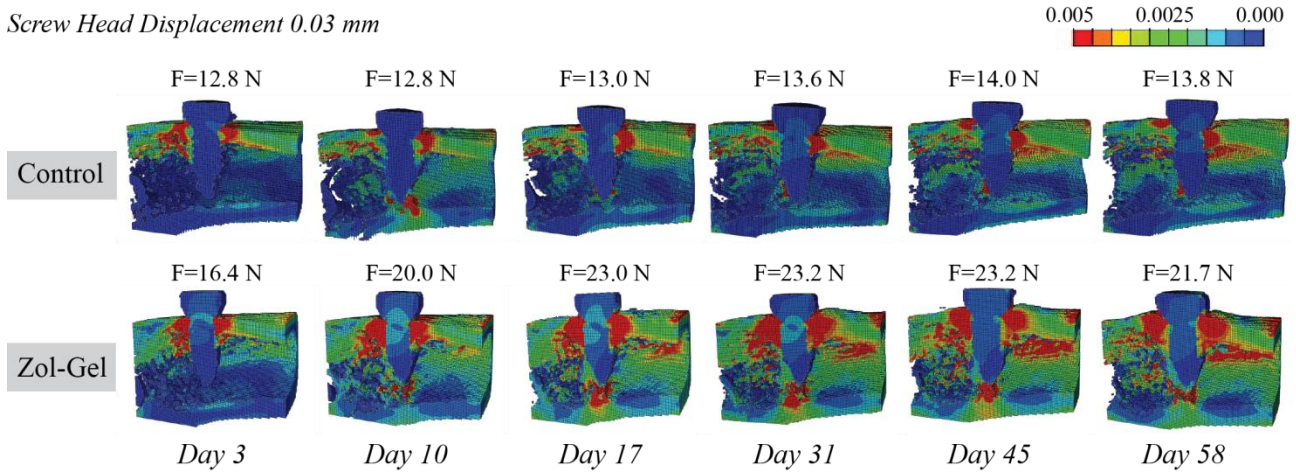 Screw Head Displacement 0.03 mm
0.005 0.0025 0.000
F=12.8 N F=12.8 N F=13.0 N F=13.6 N F=14.0 N F=13.8 N
Control
F=16.4 N F=20.0 N F=23.0 N F=23.2 N F=23.2 N F=21.7 N
Zol-Gel
Day 3 Day 10 Day 17 Day 31 Day 45 Day 58